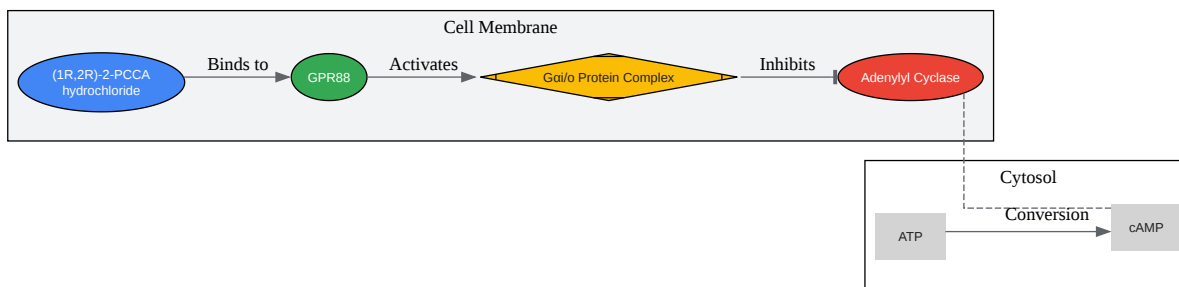 Cell Membrane
(1R,2R)-2-PCCA
hydrochloride
Binds to
GPR88
Activates
Gαi/o Protein Complex
Inhibits
Adenylyl Cyclase
Cytosol
ATP
Conversion
cAMP